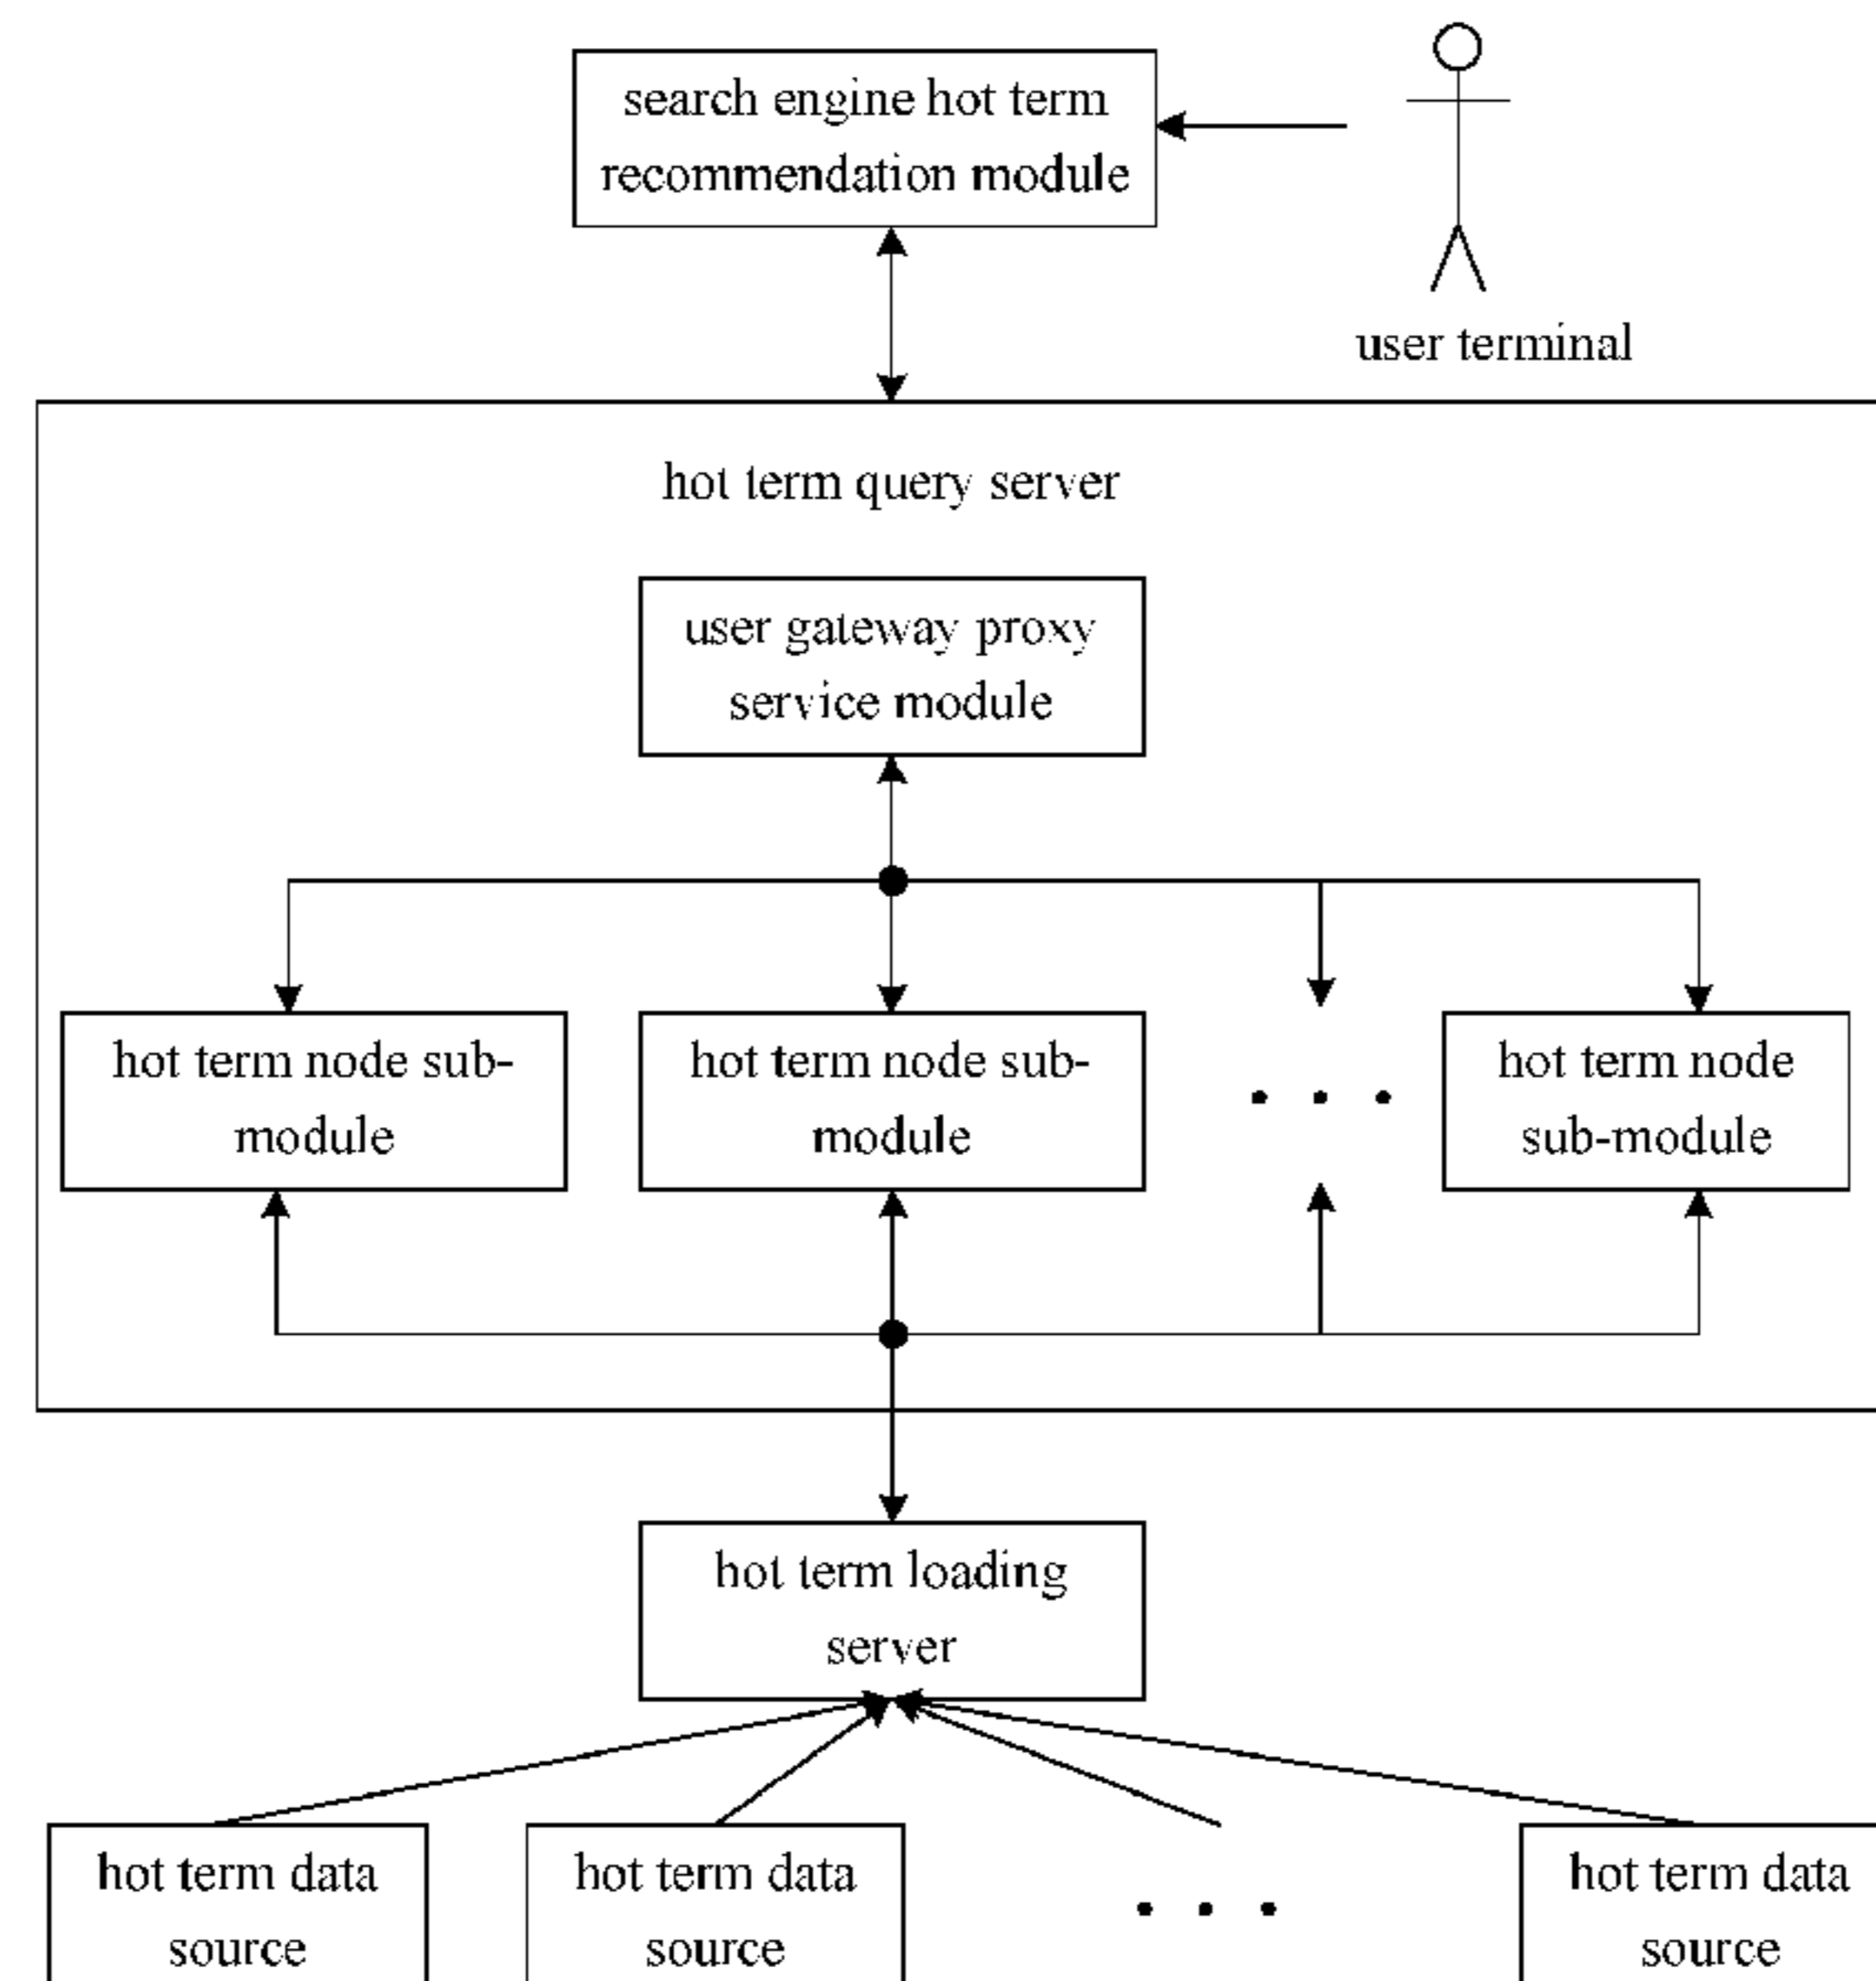 search engine hot term
recommendation module
user terminal
hot term query server
user gateway proxy
service module
hot term node sub-
module
hot term node sub-
module
hot term node
sub-module
hot term loading
server
hot term data
source
hot term data
source
hot term data
source